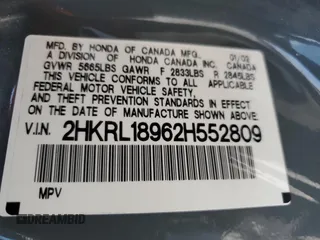 MFD. BY HONDA OF CANADA MFG., 01/02
A DIVISION OF HONDA CANADA INC., CANADA
GVWR 5665LBS GAWR F 2833LBS R 2845LBS
THIS VEHICLE CONFORMS TO ALL APPLICABLE
FEDERAL MOTOR VEHICLE SAFETY AND
THEFT PREVENTION STANDARDS IN EFFECT ON
THE DATE OF MANUFACTURE SHOWN ABOVE.
V.I.N. 2HKRL18962H552809
MPV
DREAMBID